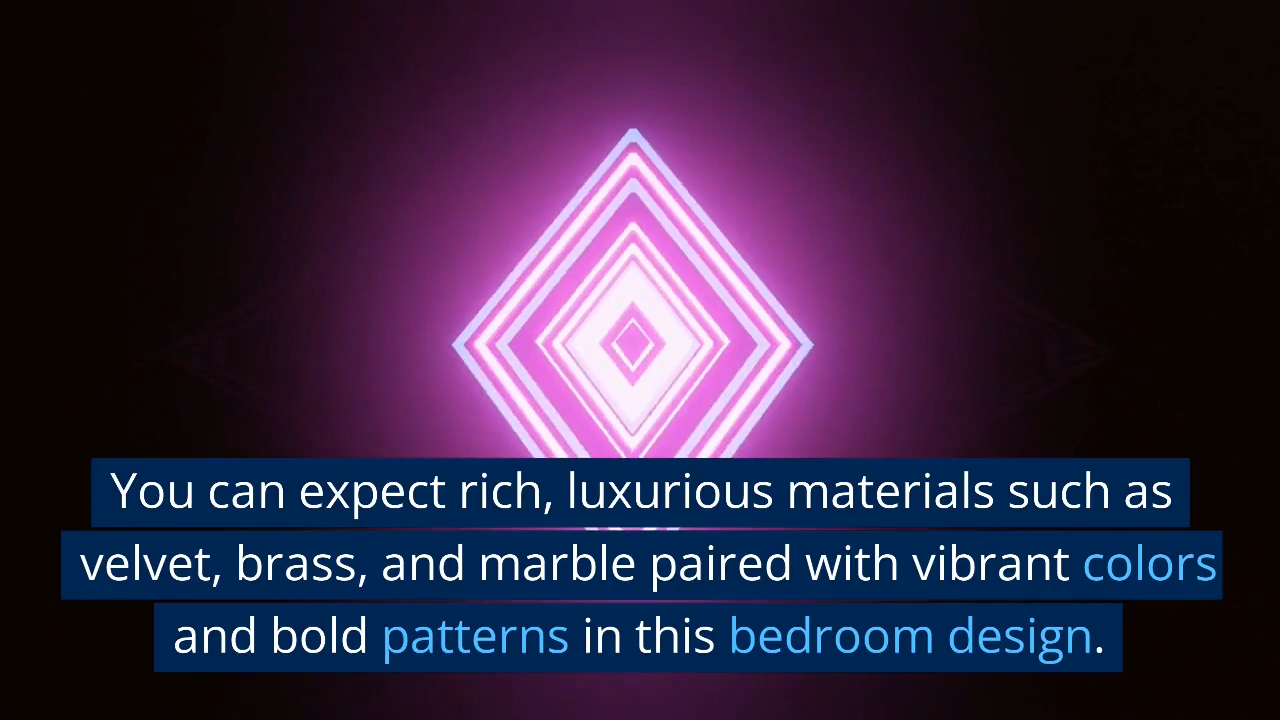 You can expect rich, luxurious materials such as
velvet, brass, and marble paired with vibrant colors
and bold patterns in this bedroom design.